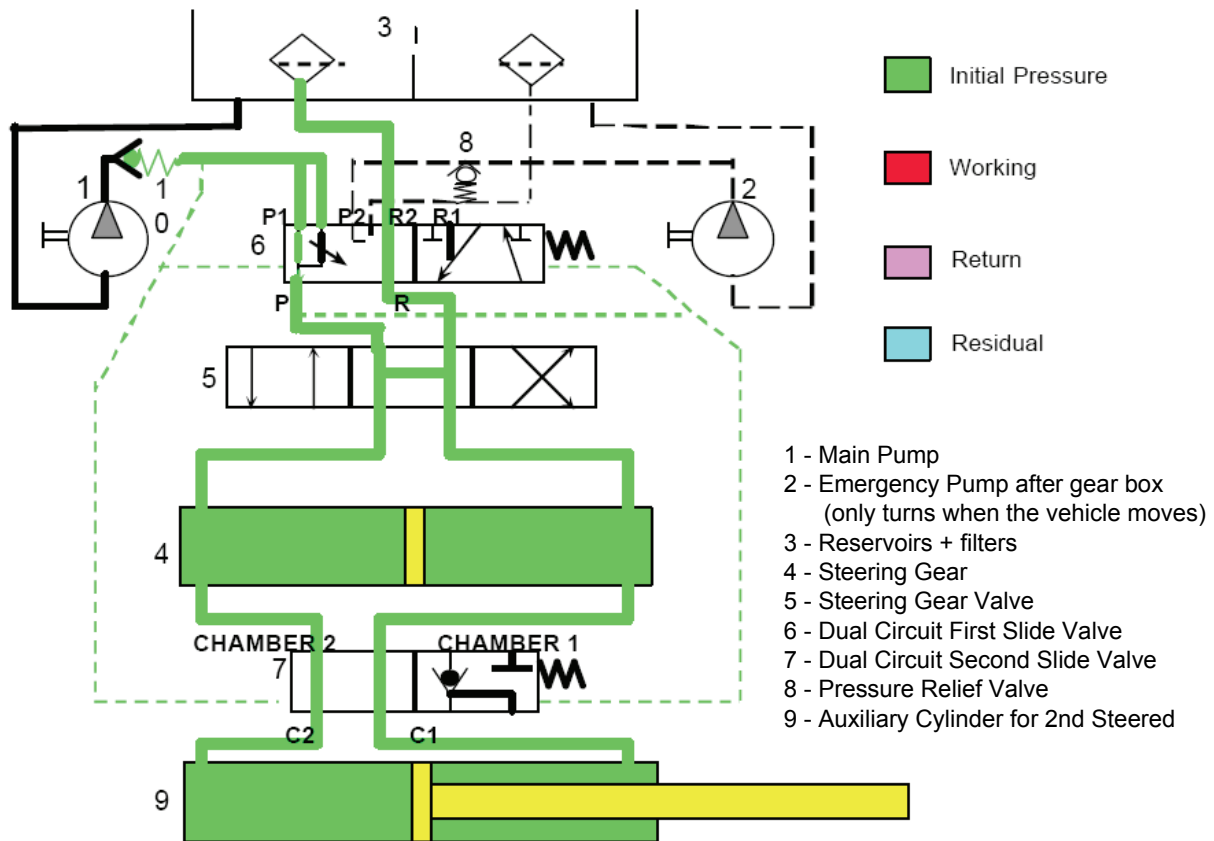 3
Initial Pressure
8
1
1
0
2
Working
P1
P2
R2
R1
6
Return
P
R
Residual
5
1 - Main Pump
2 - Emergency Pump after gear box
(only turns when the vehicle moves)
3 - Reservoirs + filters
4 - Steering Gear
5 - Steering Gear Valve
6 - Dual Circuit First Slide Valve
7 - Dual Circuit Second Slide Valve
8 - Pressure Relief Valve
9 - Auxiliary Cylinder for 2nd Steered
4
CHAMBER 2
CHAMBER 1
7
C2
C1
9